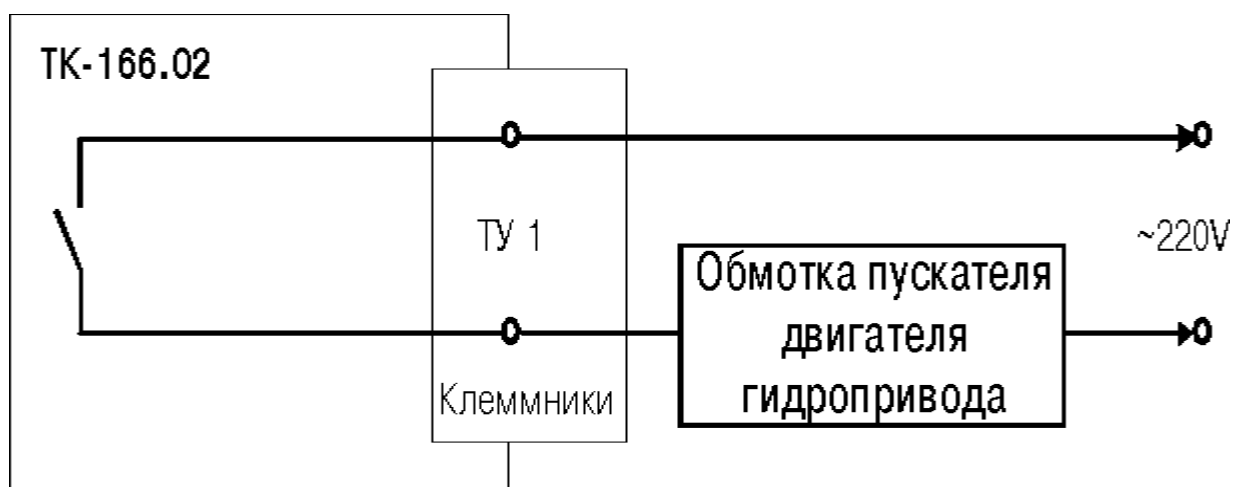 ТК-166.02
ТУ 1
~220V
Обмотка пускателя
двигателя
гидропривода
Клеммники